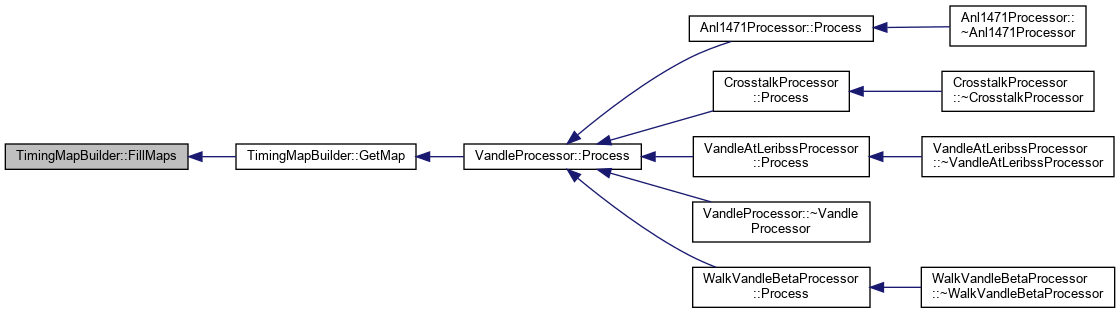 TimingMapBuilder::FillMaps
TimingMapBuilder::GetMap
VandleProcessor::Process
Anl1471Processor::Process
Anl1471Processor::
~Anl1471Processor
CrosstalkProcessor
::Process
CrosstalkProcessor
::~CrosstalkProcessor
VandleAtLeribssProcessor
::Process
VandleAtLeribssProcessor
::~VandleAtLeribssProcessor
VandleProcessor::~Vandle
Processor
WalkVandleBetaProcessor
::Process
WalkVandleBetaProcessor
::~WalkVandleBetaProcessor